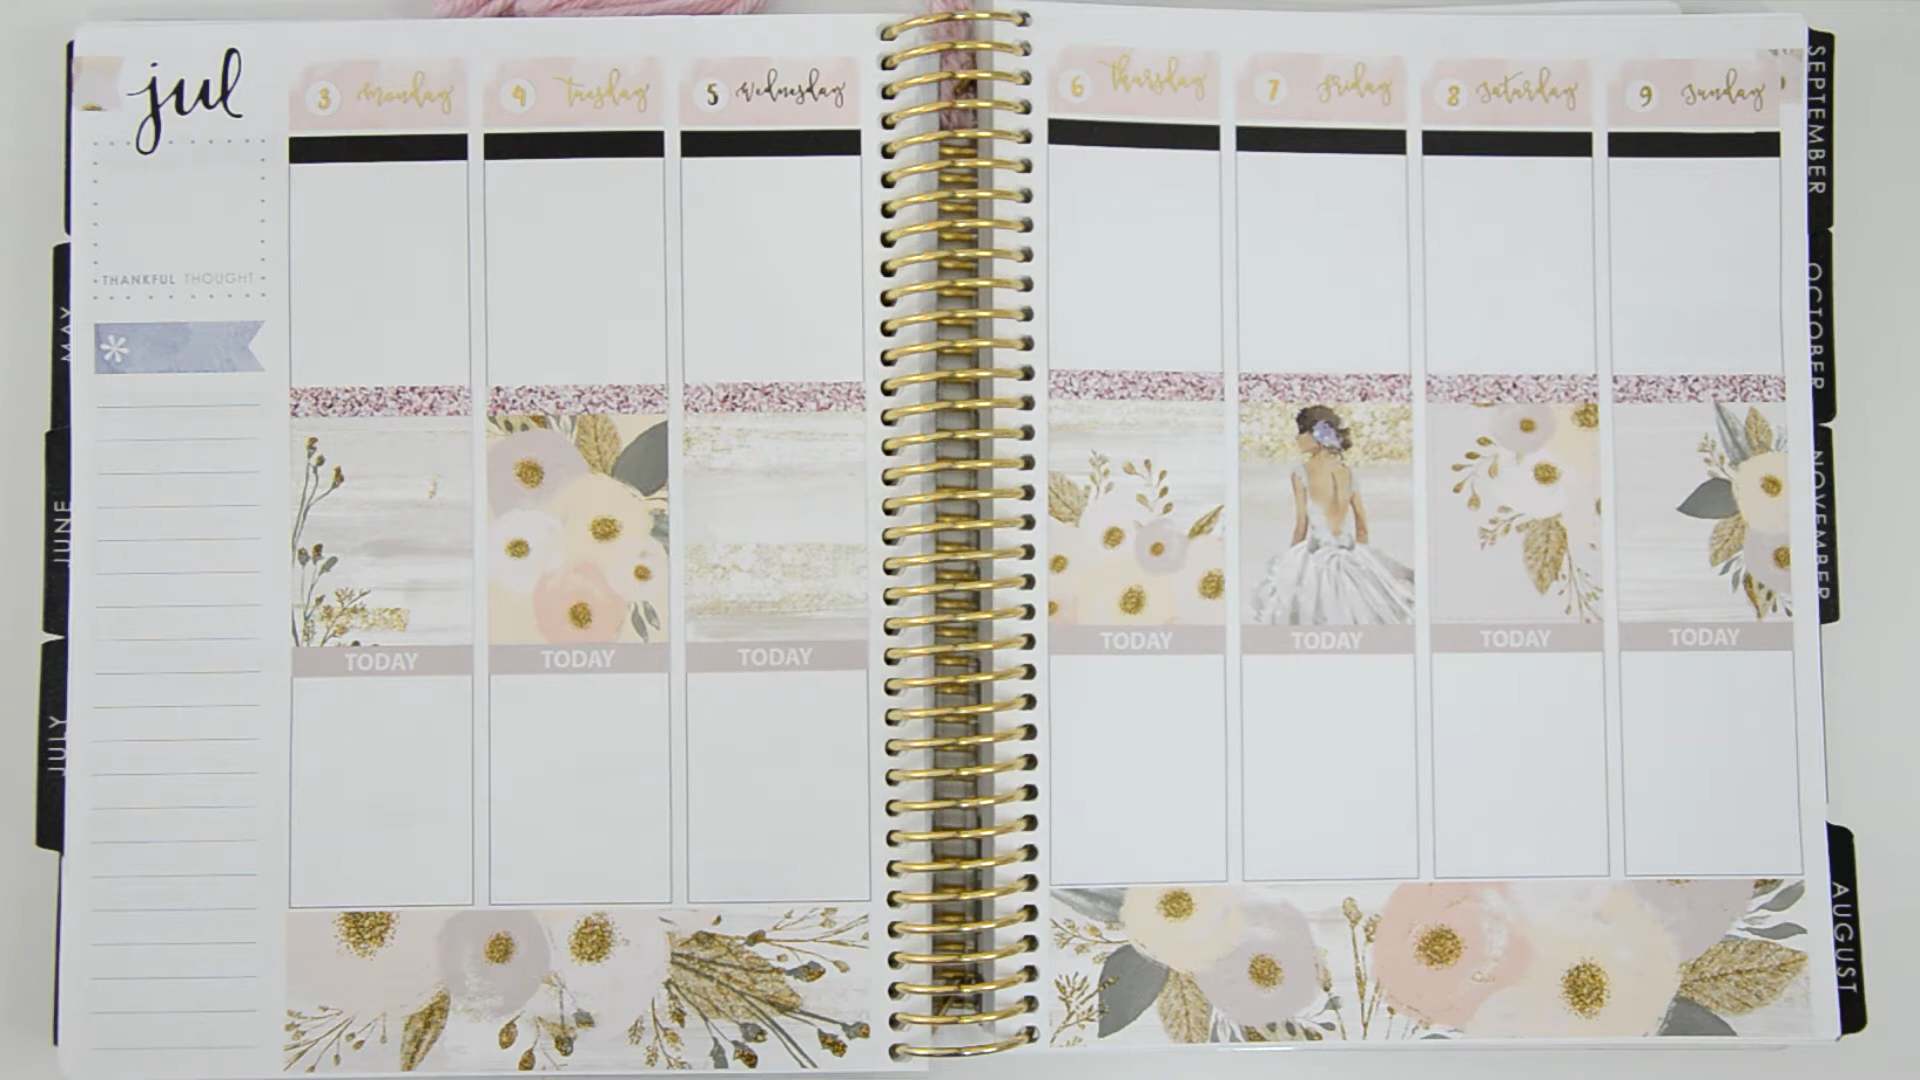 jul
3 Monday
4 Tuesday
5 Wednesday
6 Thursday
7 Friday
8 Saturday
9 Sunday
THANKFUL THOUGHT
TODAY
TODAY
TODAY
TODAY
TODAY
TODAY
TODAY
MAY
JUNE
JULY
SEPTEMBER
OCTOBER
NOVEMBER
AUGUST